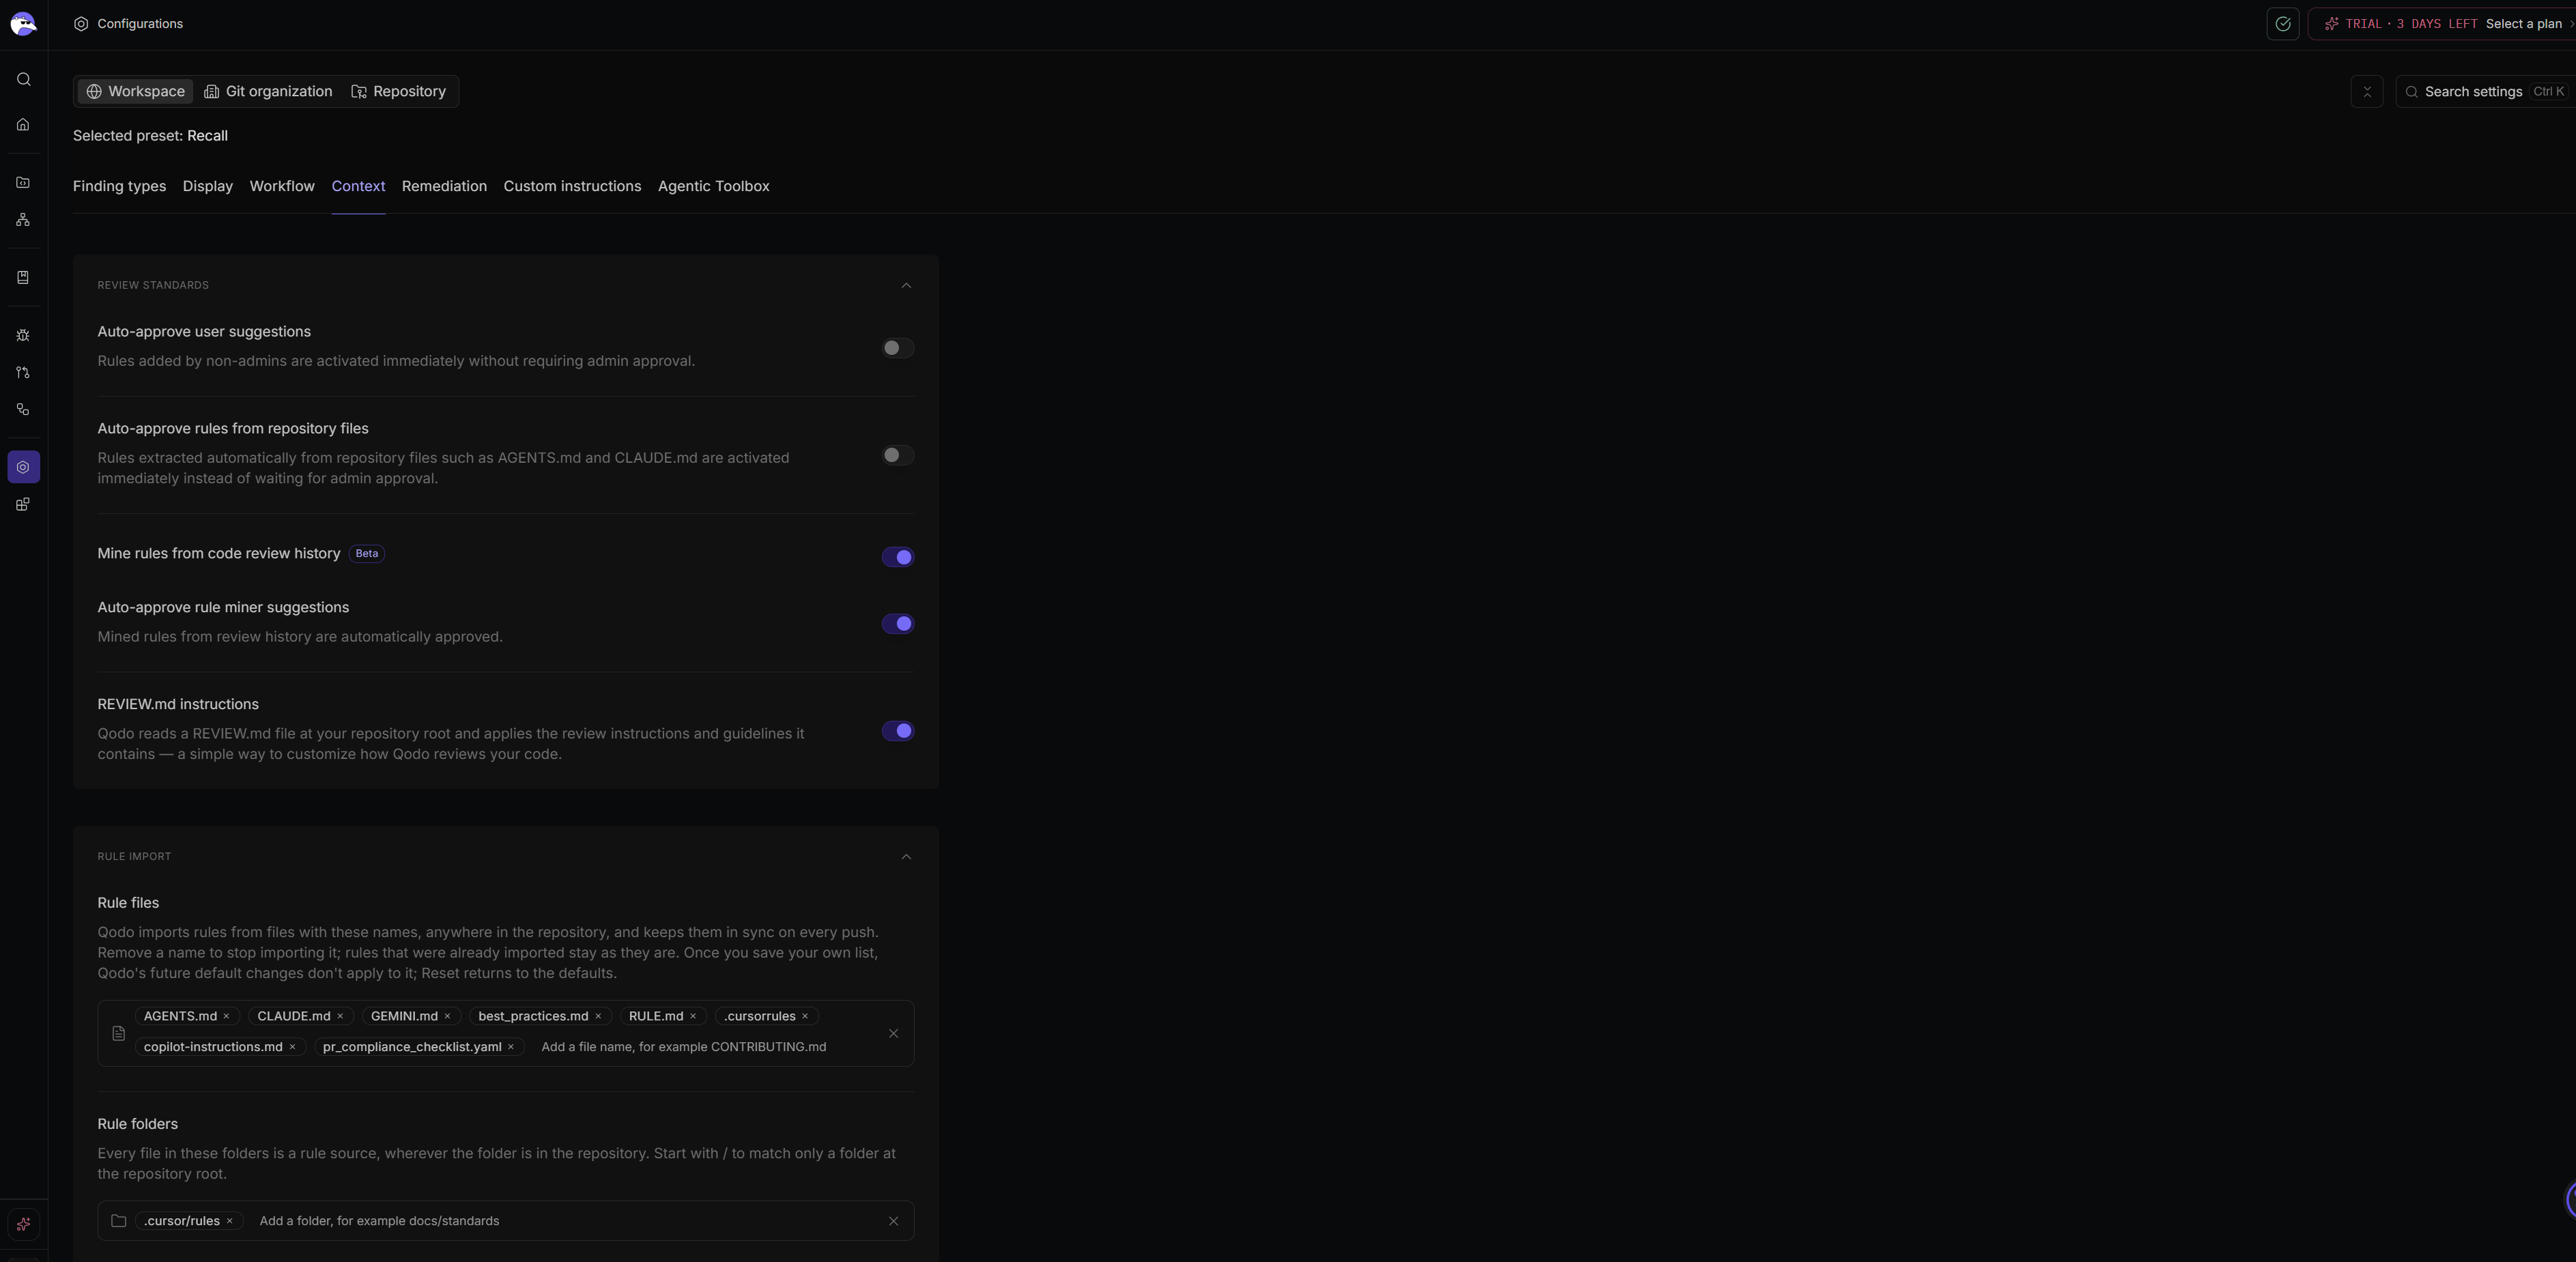 Configurations
TRIAL · 3 DAYS LEFT Select a plan
Workspace Git organization Repository
Search settings Ctrl K
Selected preset: Recall
Finding types Display Workflow Context Remediation Custom instructions Agentic Toolbox
REVIEW STANDARDS
Auto-approve user suggestions
Rules added by non-admins are activated immediately without requiring admin approval.
Auto-approve rules from repository files
Rules extracted automatically from repository files such as AGENTS.md and CLAUDE.md are activated
immediately instead of waiting for admin approval.
Mine rules from code review history Beta
Auto-approve rule miner suggestions
Mined rules from review history are automatically approved.
REVIEW.md instructions
Qodo reads a REVIEW.md file at your repository root and applies the review instructions and guidelines it
contains — a simple way to customize how Qodo reviews your code.
RULE IMPORT
Rule files
Qodo imports rules from files with these names, anywhere in the repository, and keeps them in sync on every push.
Remove a name to stop importing it; rules that were already imported stay as they are. Once you save your own list,
Qodo's future default changes don't apply to it; Reset returns to the defaults.
AGENTS.md × CLAUDE.md × GEMINI.md × best_practices.md × RULE.md × .cursorrules ×
copilot-instructions.md × pr_compliance_checklist.yaml × Add a file name, for example CONTRIBUTING.md
Rule folders
Every file in these folders is a rule source, wherever the folder is in the repository. Start with / to match only a folder at
the repository root.
.cursor/rules × Add a folder, for example docs/standards